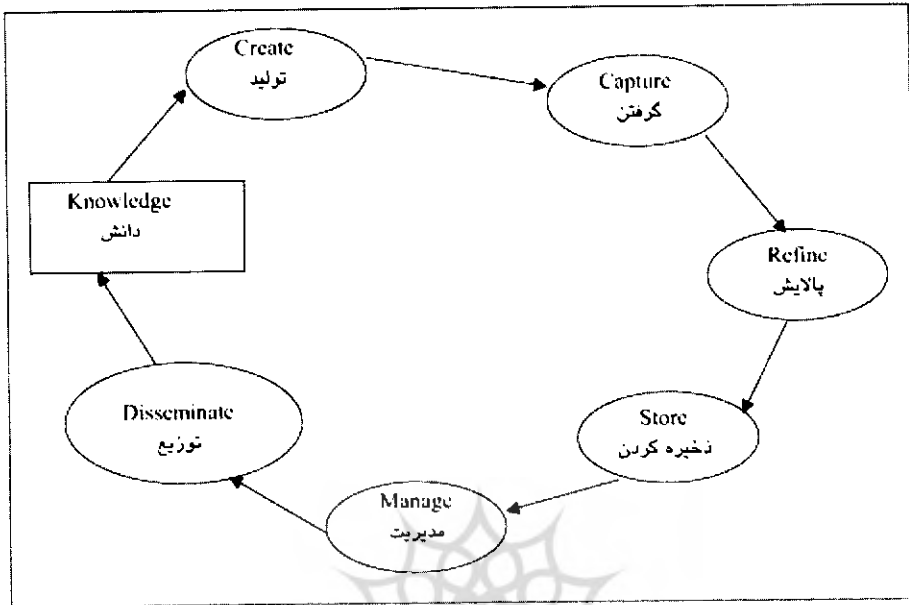 Create
تولید
Capture
گرفتن
Knowledge
دانش
Refine
پالایش
Disseminate
توزیع
Store
ذخیره کردن
Manage
مدیریت